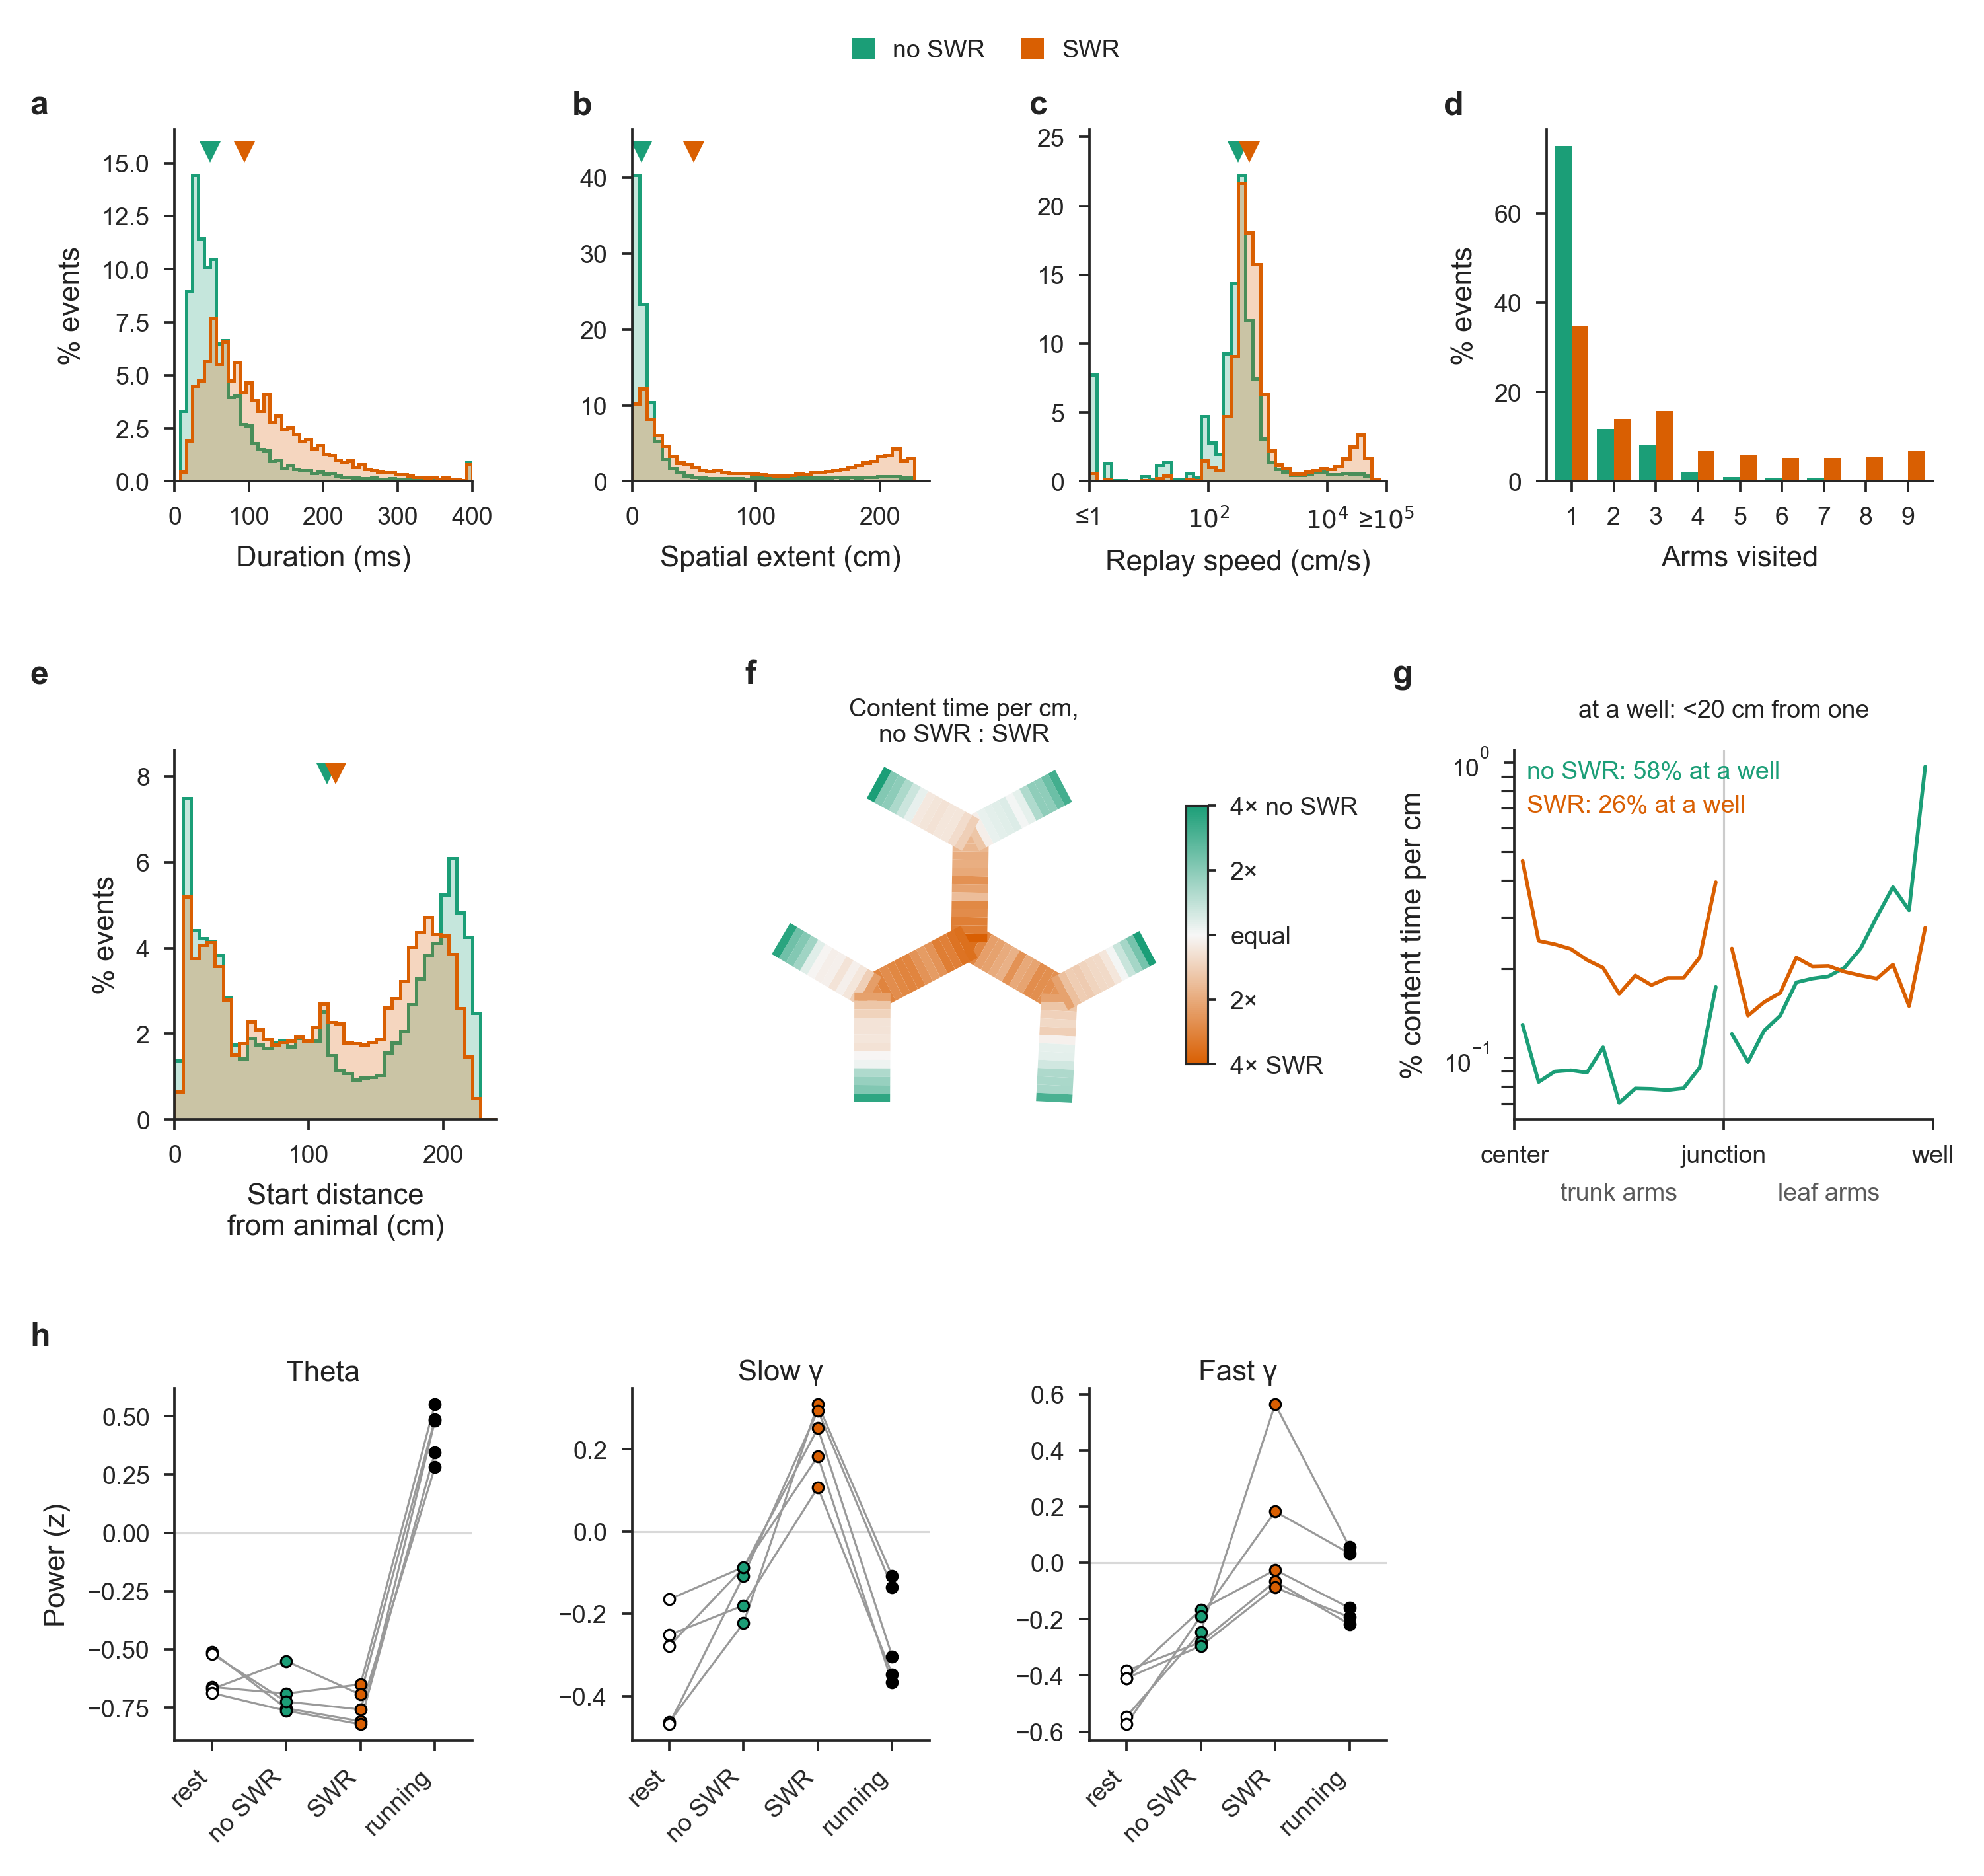 no SWR
SWR
a
15.0
12.5
10.0
7.5
5.0
2.5
0.0
% events
0
100
200
300
400
Duration (ms)
b
40
30
20
10
0
0
100
200
Spatial extent (cm)
c
25
20
15
10
5
0
≤1
10²
10⁴
≥10⁵
Replay speed (cm/s)
d
60
40
20
0
% events
1
2
3
4
5
6
7
8
9
Arms visited
e
8
6
4
2
0
% events
0
100
200
Start distance
from animal (cm)
f
Content time per cm,
no SWR : SWR
4× no SWR
2×
equal
2×
4× SWR
g
at a well: <20 cm from one
no SWR: 58% at a well
SWR: 26% at a well
10⁰
10⁻¹
% content time per cm
center
junction
well
trunk arms
leaf arms
h
Theta
0.50
0.25
0.00
−0.25
−0.50
−0.75
Power (z)
rest
no SWR
SWR
running
Slow γ
0.2
0.0
−0.2
−0.4
rest
no SWR
SWR
running
Fast γ
0.6
0.4
0.2
0.0
−0.2
−0.4
−0.6
rest
no SWR
SWR
running